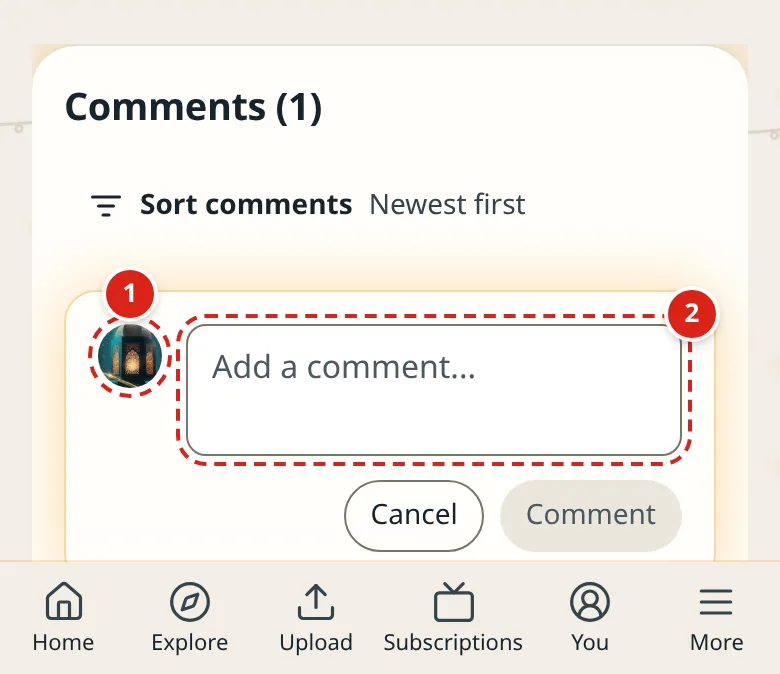 Comments (1)
Sort comments Newest first
1
2
Add a comment...
Cancel Comment
Home Explore Upload Subscriptions You More